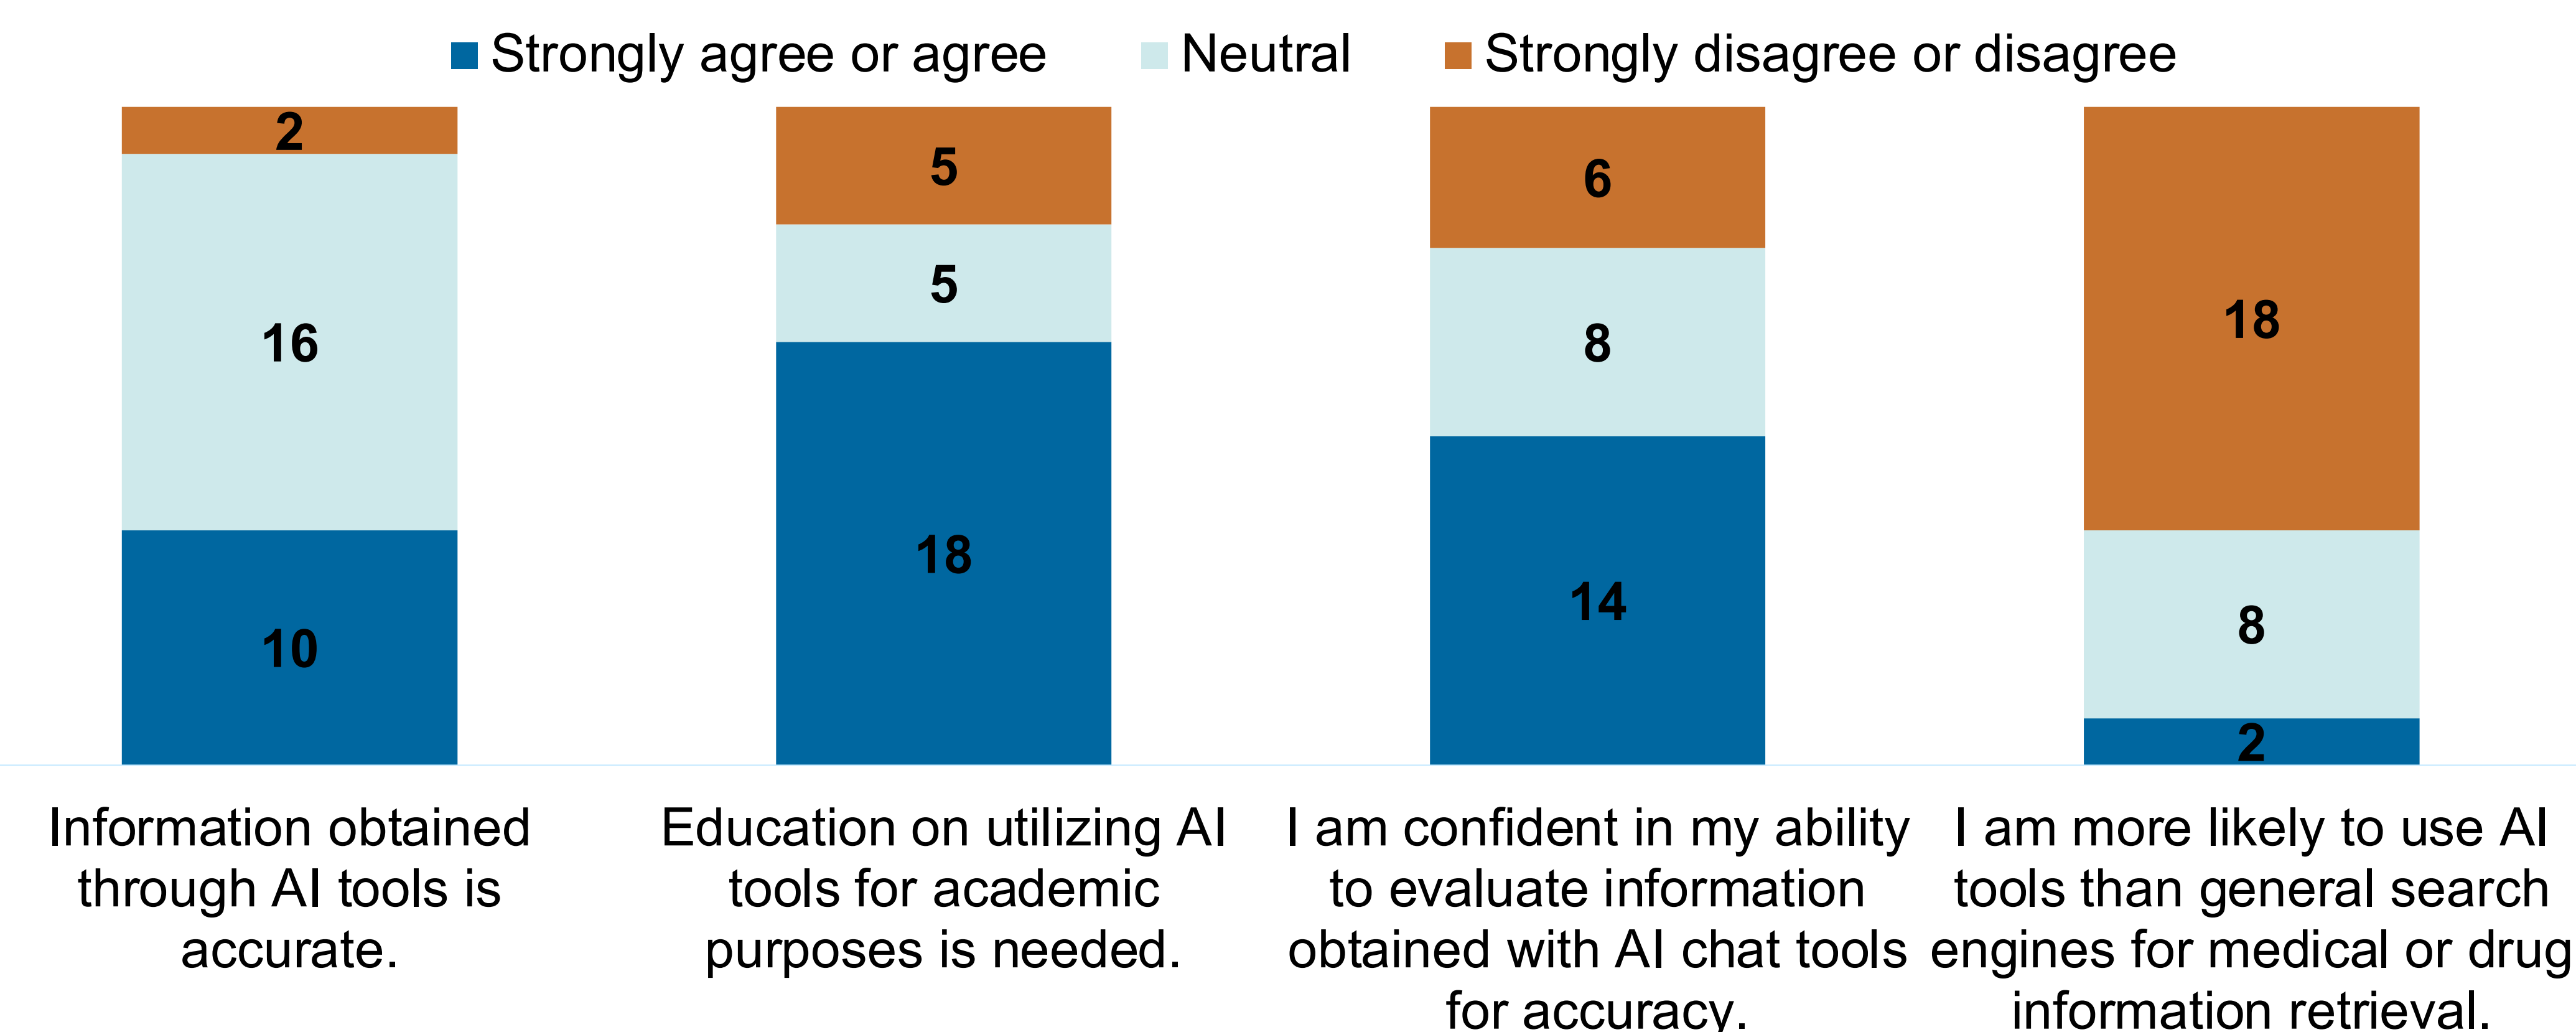 Strongly agree or agree Neutral Strongly disagree or disagree
2
16
10
5
5
18
6
8
14
18
8
2
Information obtained
through AI tools is
accurate.
Education on utilizing AI
tools for academic
purposes is needed.
I am confident in my ability
to evaluate information
obtained with AI chat tools
for accuracy.
I am more likely to use AI
tools than general search
engines for medical or drug
information retrieval.